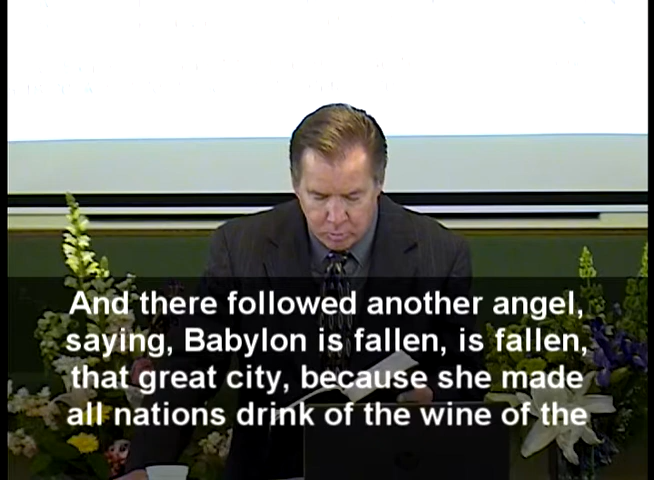 And there followed another angel,
saying, Babylon is fallen, is fallen,
that great city, because she made
all nations drink of the wine of the